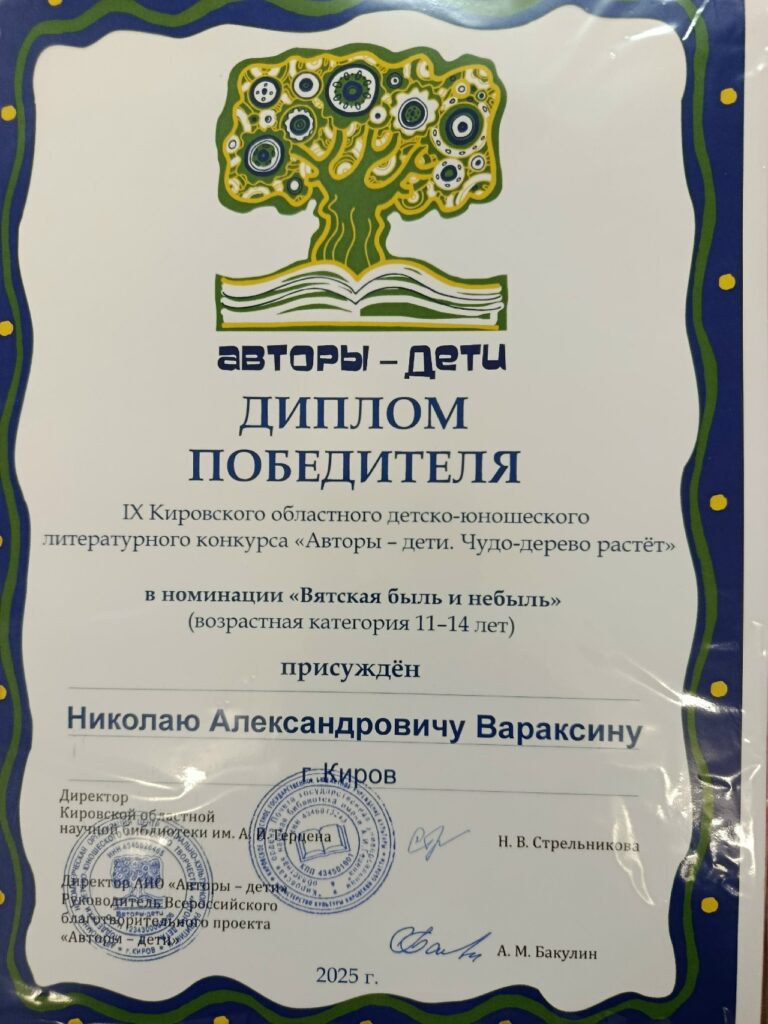 авторы – дети
ДИПЛОМ
ПОБЕДИТЕЛЯ
IX Кировского областного детско-юношеского
литературного конкурса «Авторы – дети. Чудо-дерево растёт»
в номинации «Вятская быль и небыль»
(возрастная категория 11–14 лет)
присуждён
Николаю Александровичу Вараксину
г. Киров
Директор
Кировской областной
научной библиотеки им. А. И. Герцена
Н. В. Стрельникова
Директор АНО «Авторы – дети»
Руководитель Всероссийского
благотворительного проекта
«Авторы – дети»
А. М. Бакулин
2025 г.